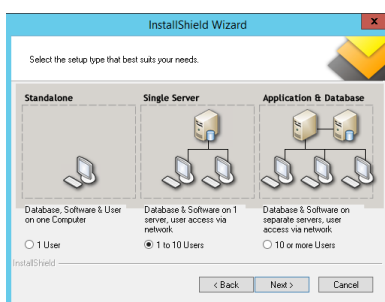 InstallShield Wizard
x
Select the setup type that best suits your needs.
Standalone
Single Server
Application & Database
Database, Software & User
on one Computer
Database & Software on 1
server, user access via
network
Database & Software on
separate servers, user
access via network
1 User
1 to 10 Users
10 or more Users
InstallShield
< Back
Next >
Cancel